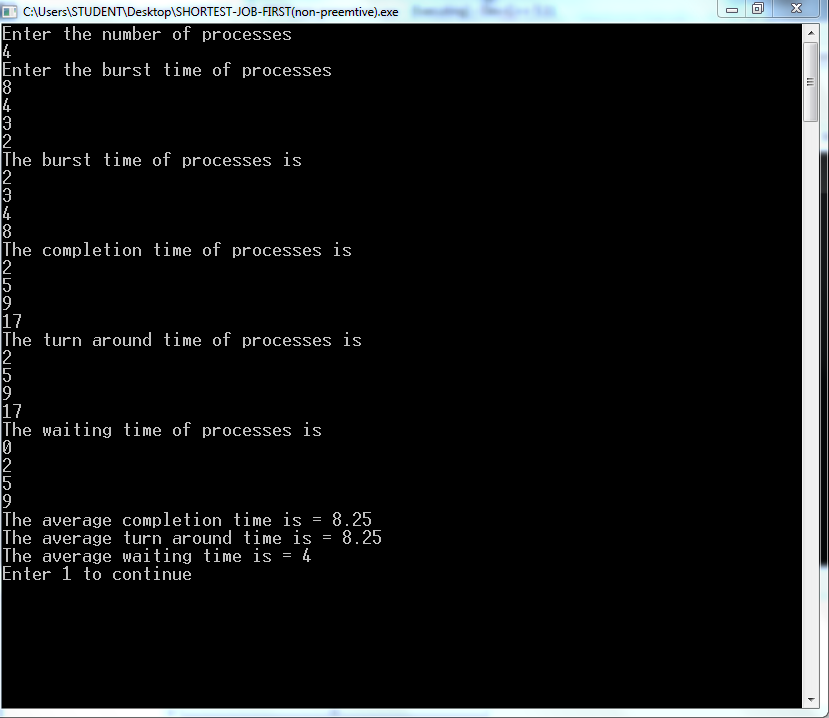 C:\Users\STUDENT\Desktop\SHORTEST-JOB-FIRST(non-preemtive).exe
Enter the number of processes
4
Enter the burst time of processes
8
4
3
2
The burst time of processes is
2
3
4
8
The completion time of processes is
2
5
9
17
The turn around time of processes is
2
5
9
17
The waiting time of processes is
0
2
5
9
The average completion time is = 8.25
The average turn around time is = 8.25
The average waiting time is = 4
Enter 1 to continue